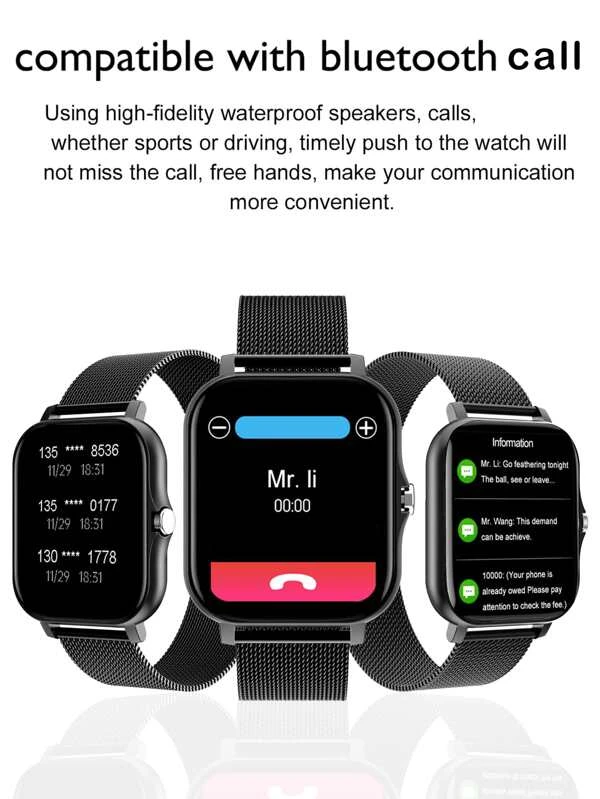 compatible with bluetooth call
Using high-fidelity waterproof speakers, calls,
whether sports or driving, timely push to the watch will
not miss the call, free hands, make your communication
more convenient.
135 **** 8536
11/29 18:31
135 **** 0177
11/29 18:31
130 **** 1778
11/29 18:31
Mr. li
00:00
Information
Mr. Li: Go feathering tonight
The ball, see or leave...
Mr. Wang: This demand
can be achieve.
10000: (Your phone is
already owed Please pay
attention to check the fee.)